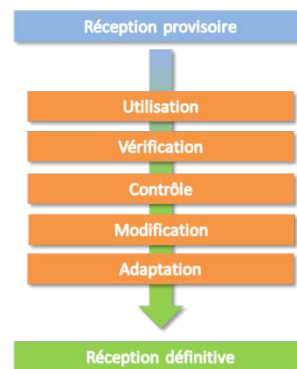 Réception provisoire
Utilisation
Vérification
Contrôle
Modification
Adaptation
Réception définitive